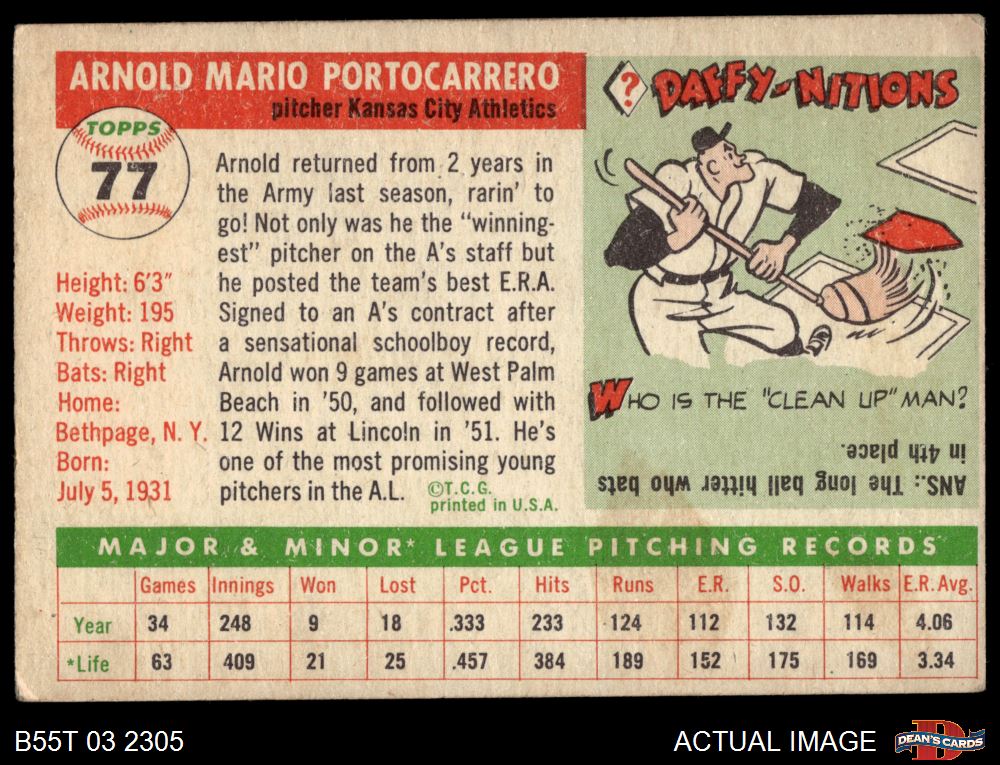 ARNOLD MARIO PORTOCARRERO
pitcher Kansas City Athletics
TOPPS
77
Arnold returned from 2 years in
the Army last season, rarin' to
go! Not only was he the "winning-
est" pitcher on the A's staff but
he posted the team's best E.R.A.
Signed to an A's contract after
a sensational schoolboy record,
Arnold won 9 games at West Palm
Beach in '50, and followed with
12 Wins at Lincoln in '51. He's
one of the most promising young
pitchers in the A.L.
©T.C.G.
printed in U.S.A.
Height: 6'3"
Weight: 195
Throws: Right
Bats: Right
Home:
Bethpage, N. Y.
Born:
July 5, 1931
? DAFFY-NITIONS
WHO IS THE "CLEAN UP" MAN?
ANS.: The long ball hitter who bats
in 4th place.
MAJOR & MINOR* LEAGUE PITCHING RECORDS
Games Innings Won Lost Pct. Hits Runs E.R. S.O. Walks E.R. Avg.
Year 34 248 9 18 .333 233 124 112 132 114 4.06
*Life 63 409 21 25 .457 384 189 152 175 169 3.34
B55T 03 2305
ACTUAL IMAGE
DEAN'S CARDS